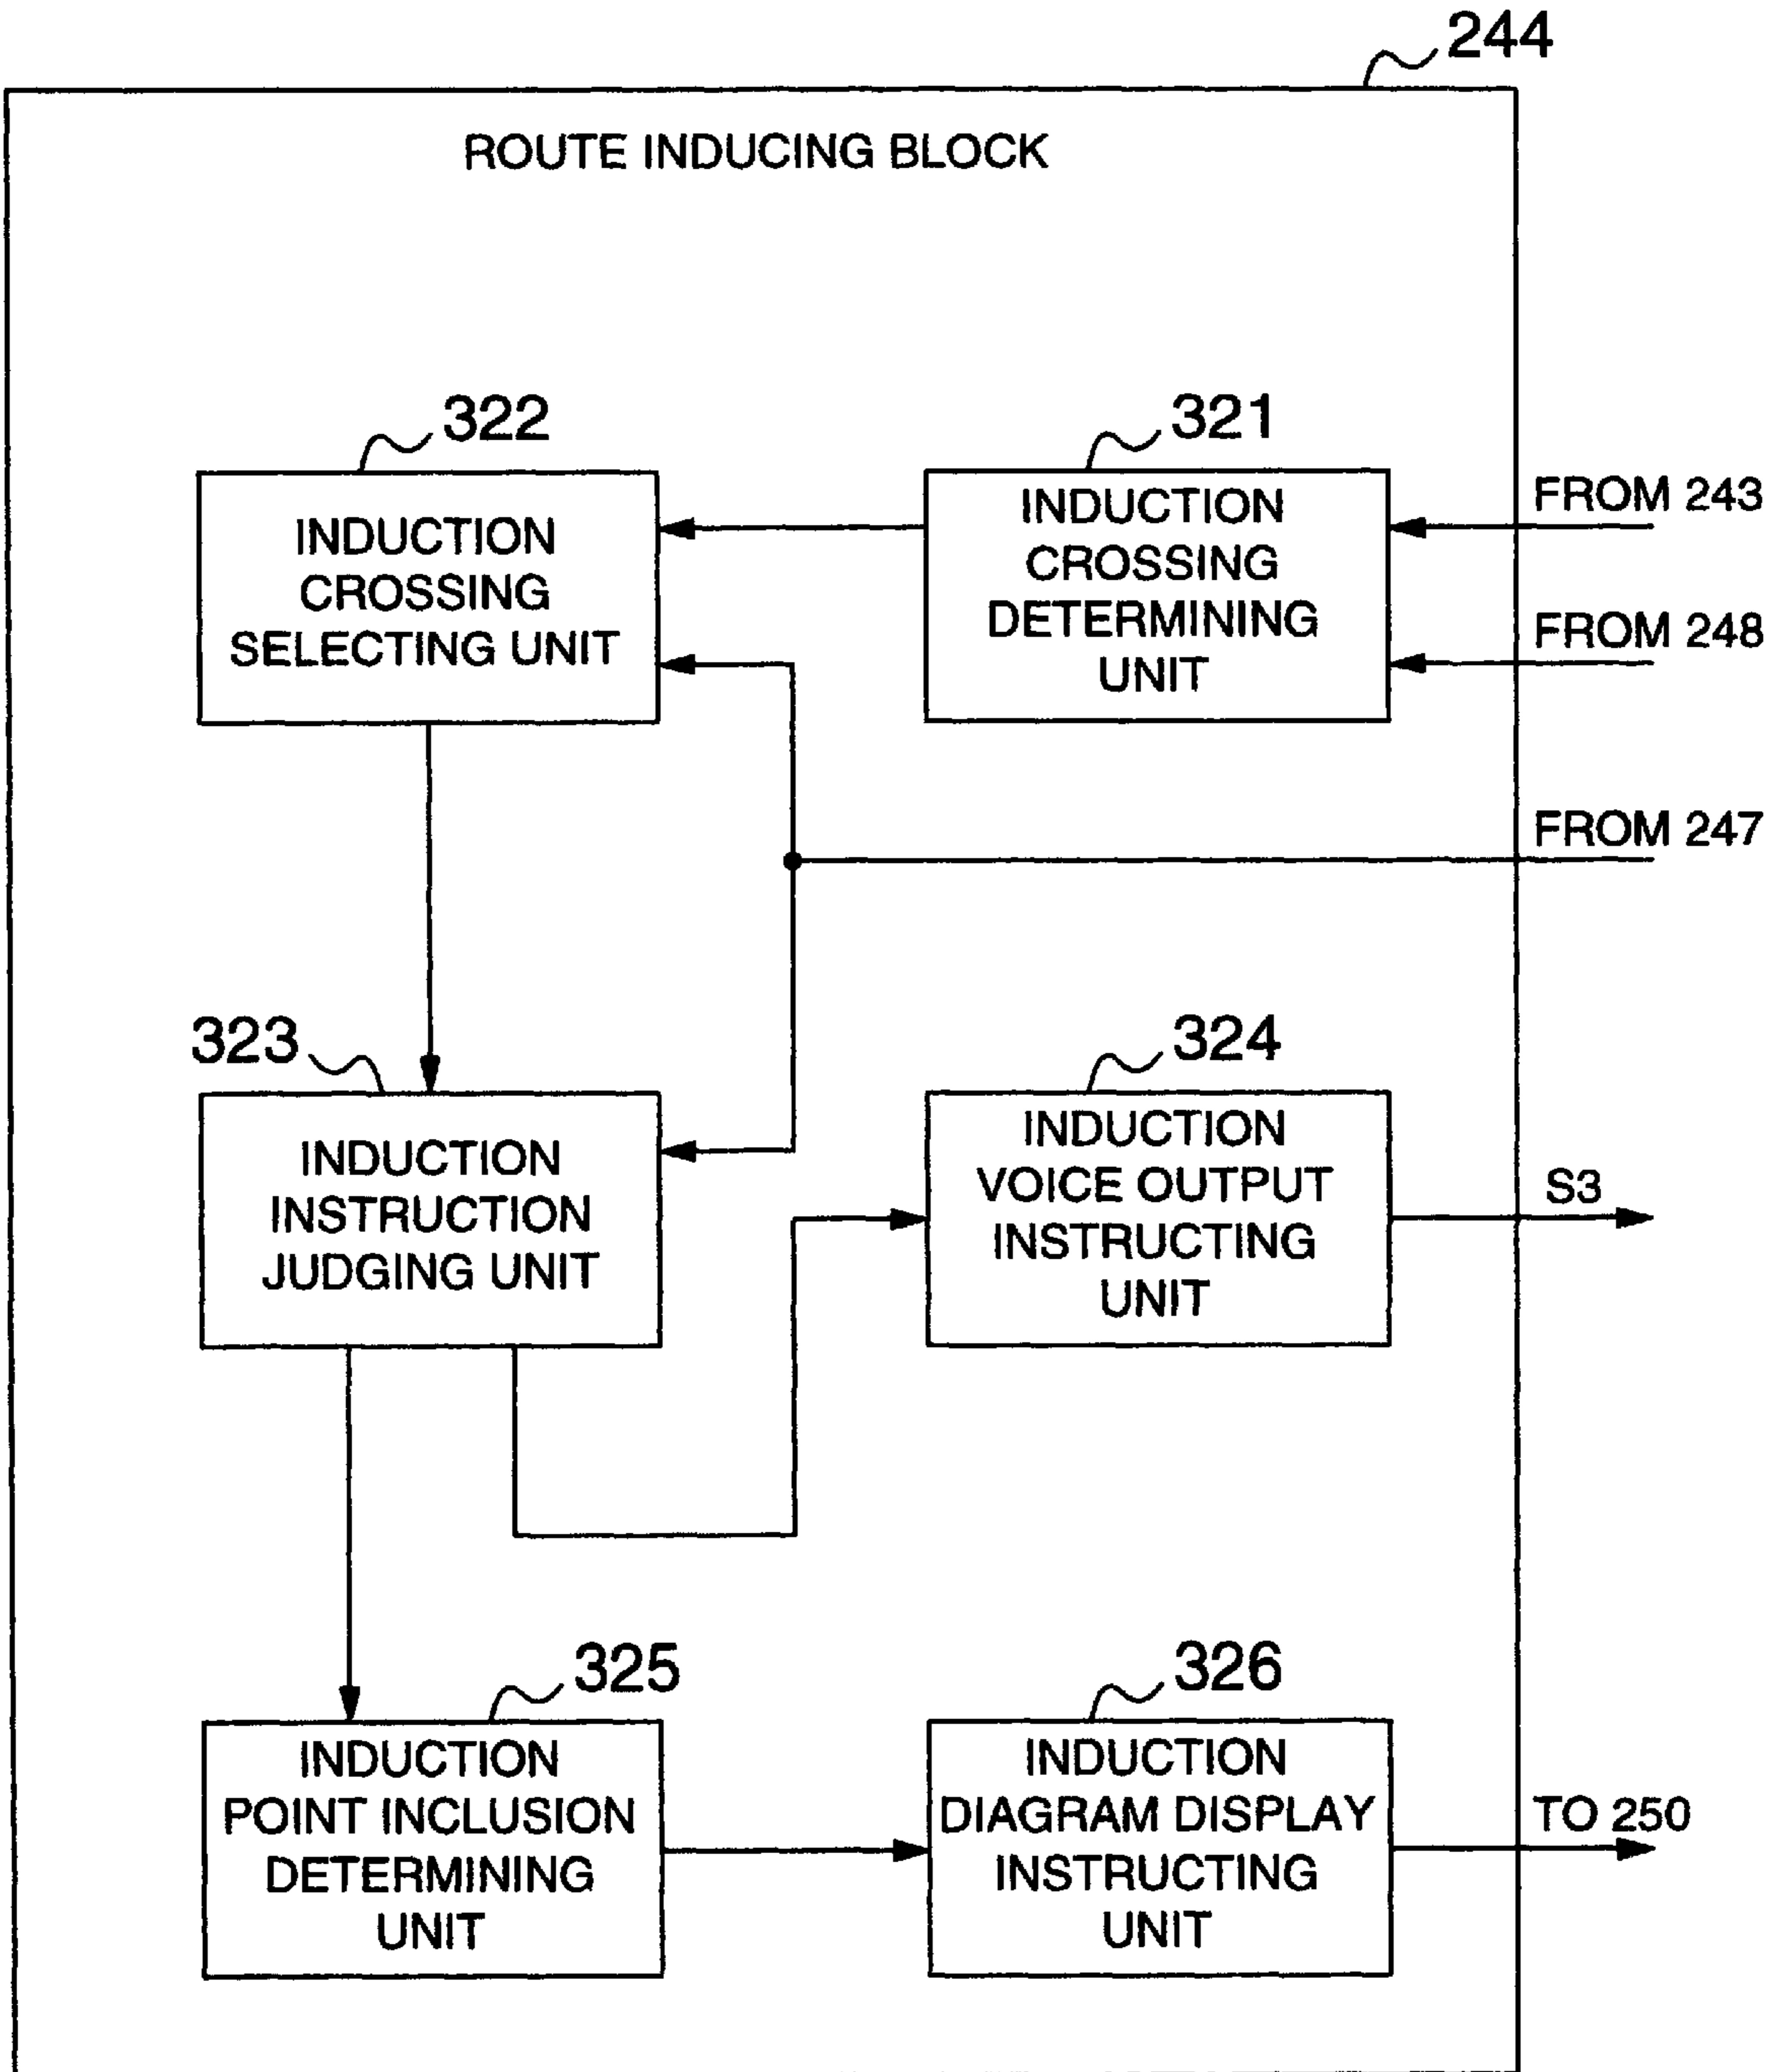 244
ROUTE INDUCING BLOCK
322
INDUCTION
CROSSING
SELECTING UNIT
321
INDUCTION
CROSSING
DETERMINING
UNIT
FROM 243
FROM 248
FROM 247
323
INDUCTION
INSTRUCTION
JUDGING UNIT
324
INDUCTION
VOICE OUTPUT
INSTRUCTING
UNIT
S3
325
INDUCTION
POINT INCLUSION
DETERMINING
UNIT
326
INDUCTION
DIAGRAM DISPLAY
INSTRUCTING
UNIT
TO 250